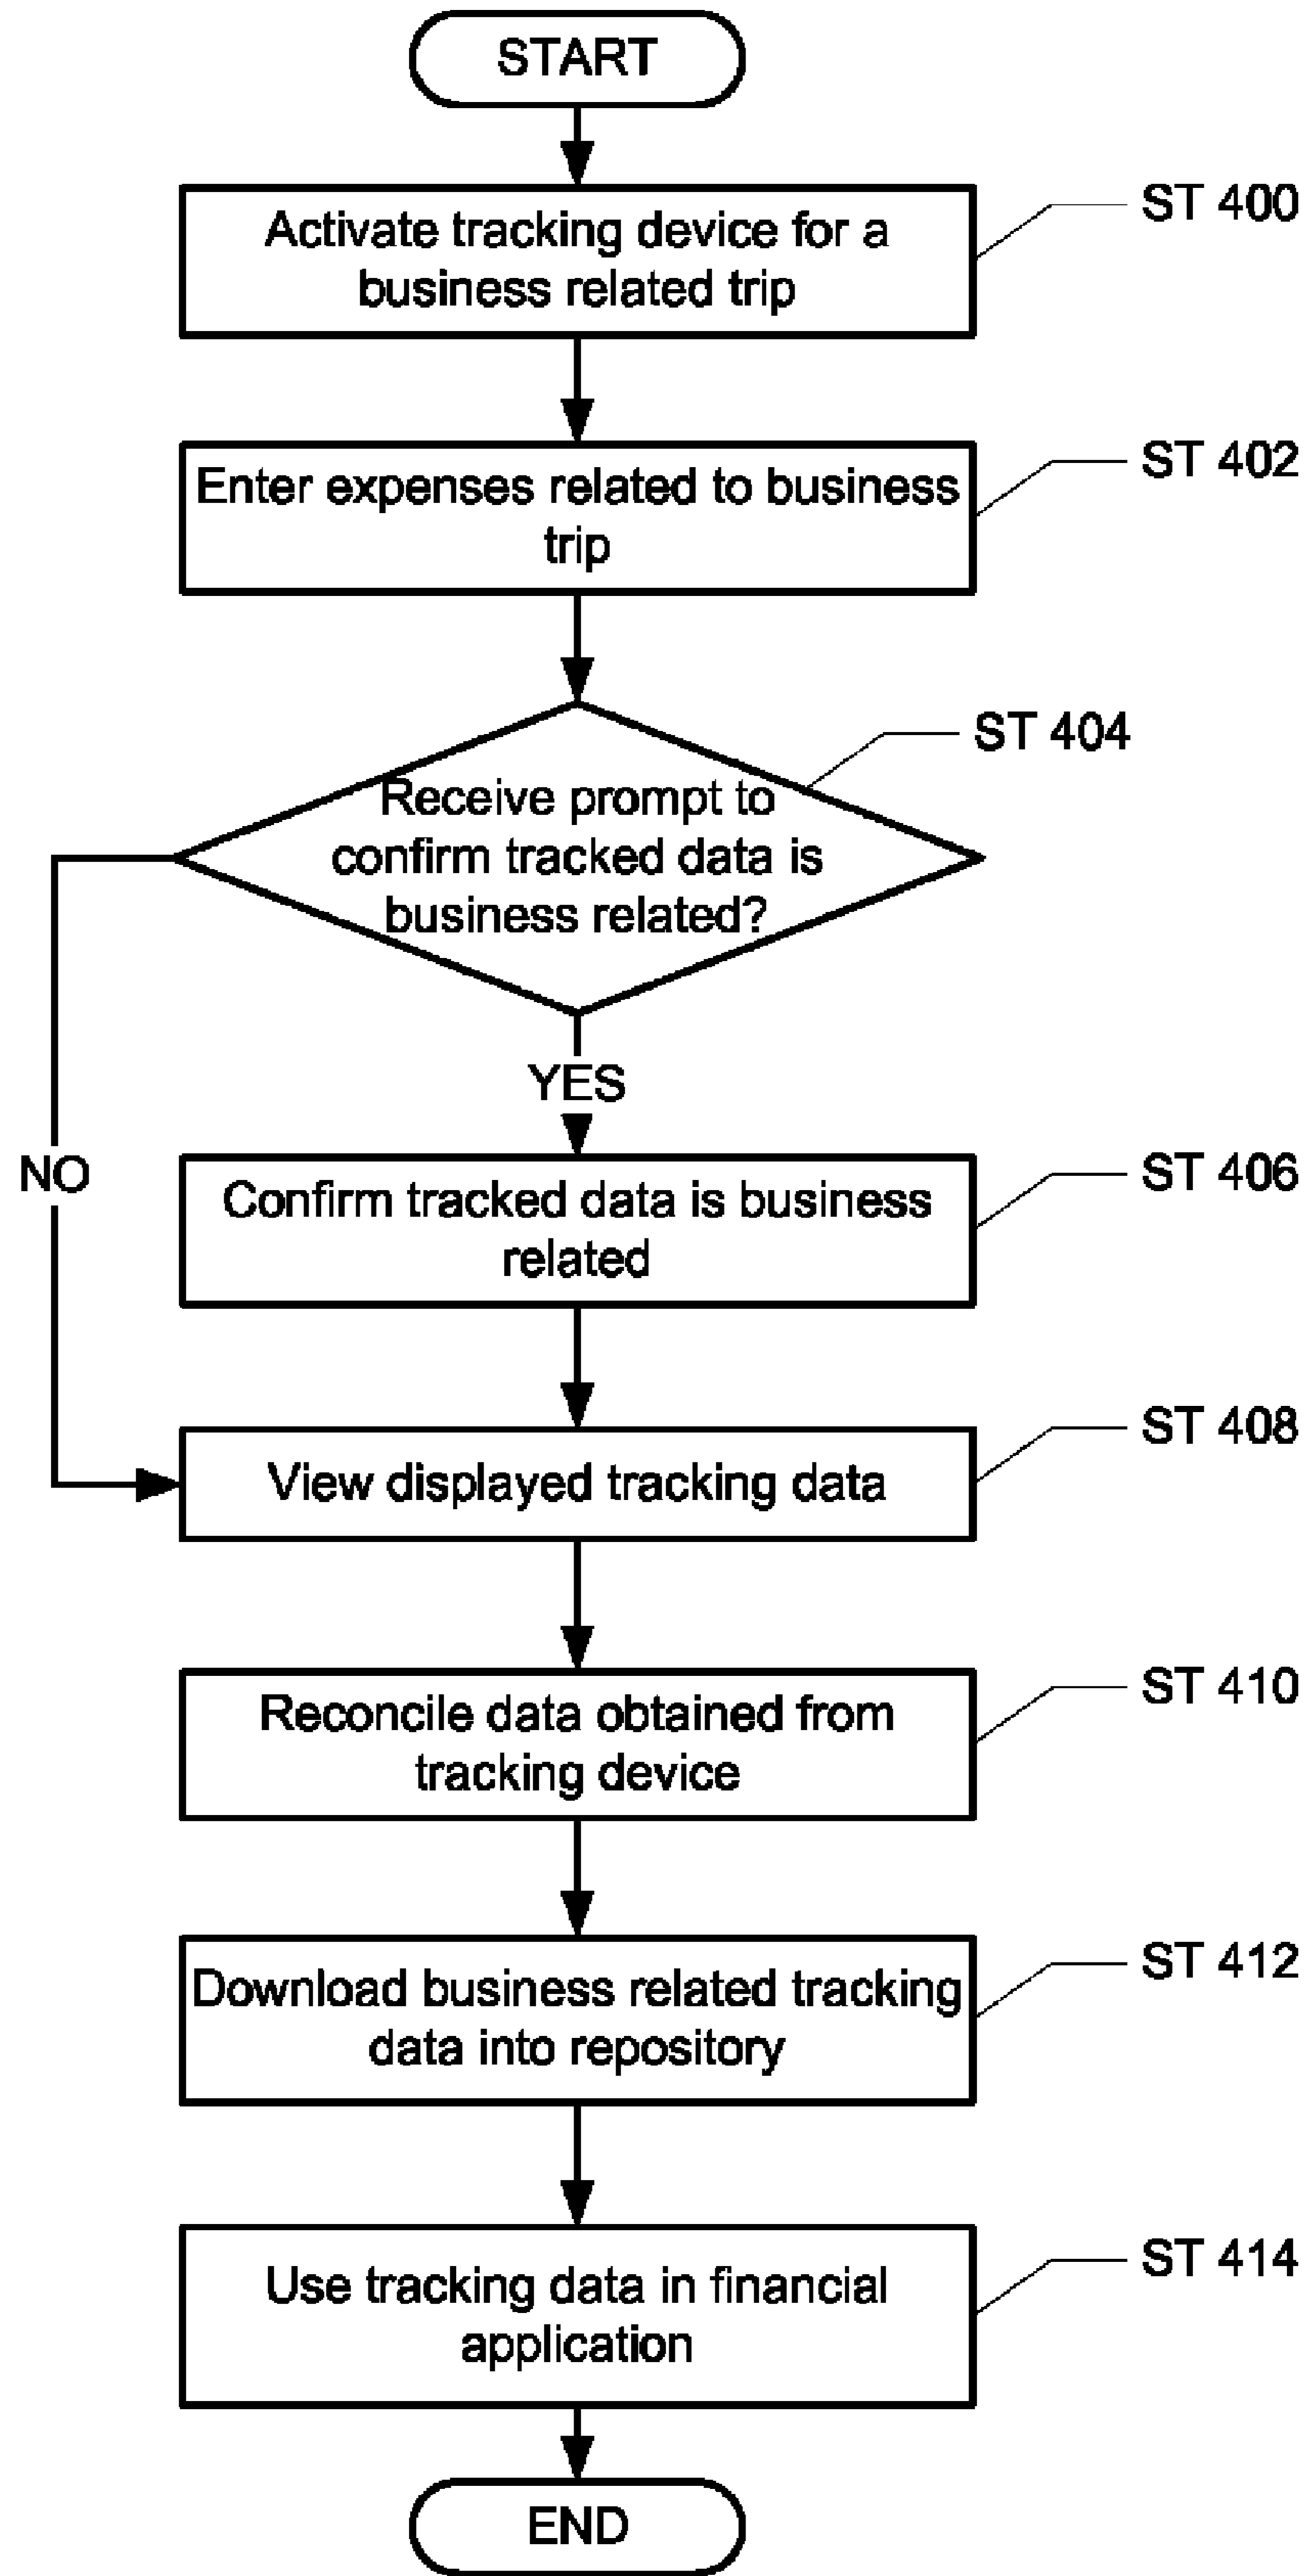 START
Activate tracking device for a
business related trip
ST 400
Enter expenses related to business
trip
ST 402
ST 404
Receive prompt to
confirm tracked data is
business related?
YES
NO
Confirm tracked data is business
related
ST 406
View displayed tracking data
ST 408
Reconcile data obtained from
tracking device
ST 410
Download business related tracking
data into repository
ST 412
Use tracking data in financial
application
ST 414
END